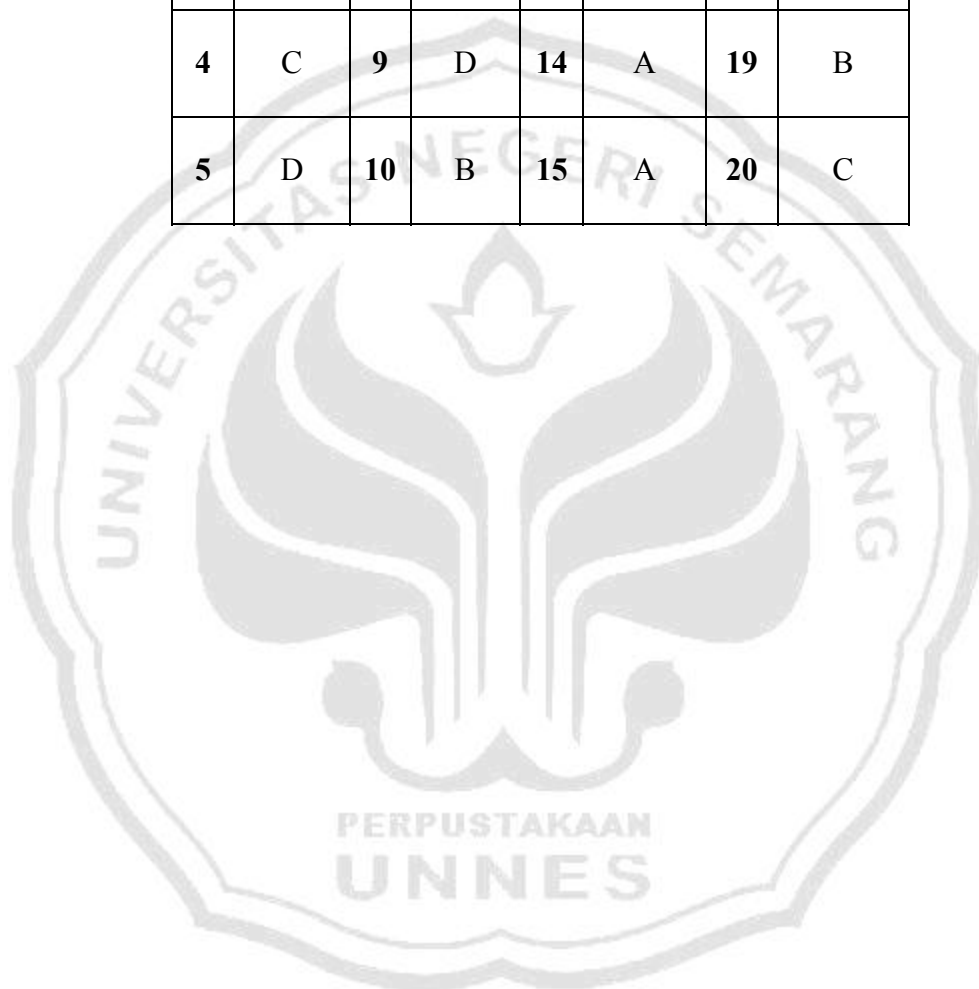 4 C 9 D 14 A 19 B
5 D 10 B 15 A 20 C
UNIVERSITAS NEGERI SEMARANG
PERPUSTAKAAN
UNNES